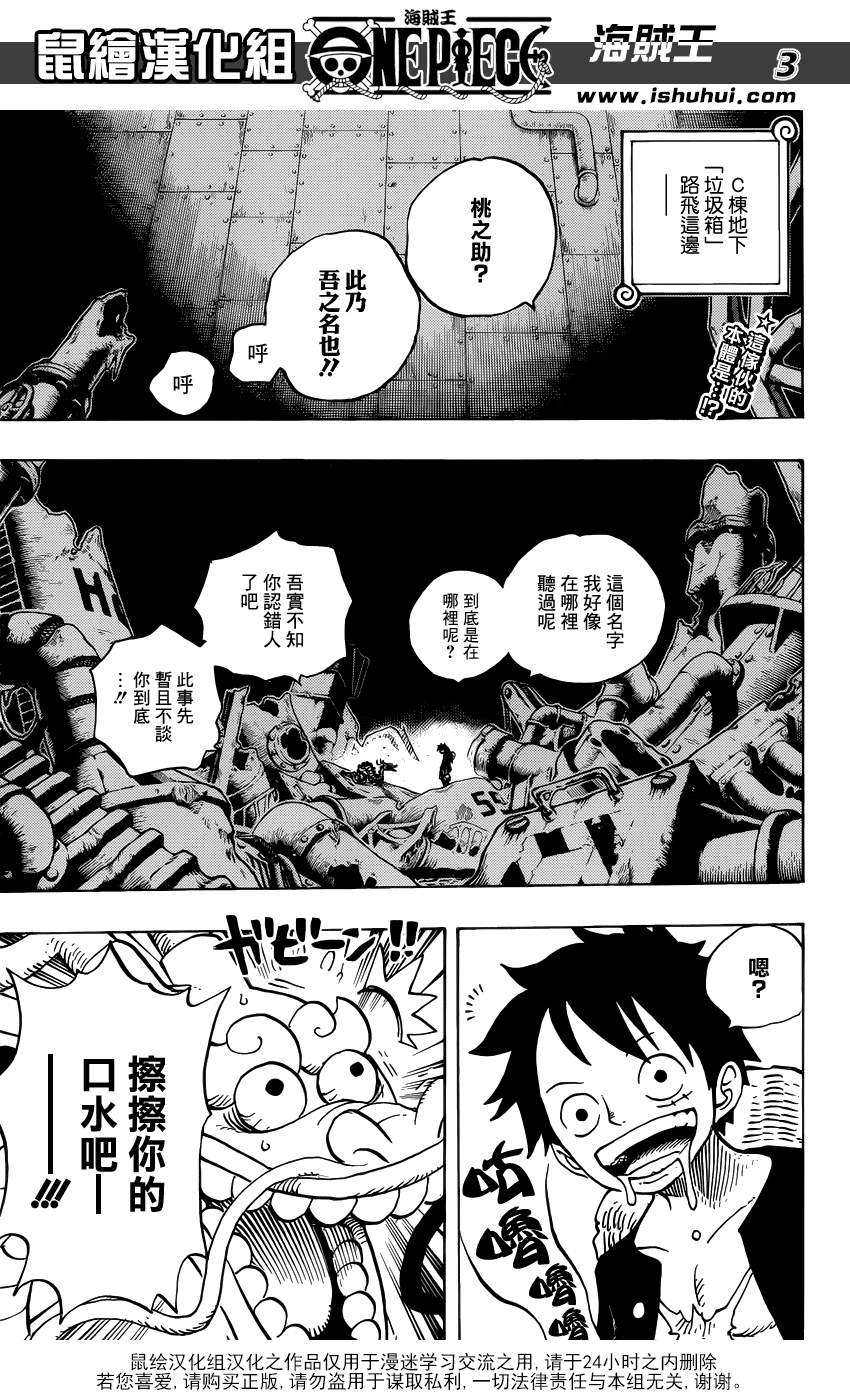 鼠繪漢化組
海賊王
ONE PIECE
海賊王
3
www.ishuhui.com
C棟地下
「垃圾箱」
路飛這邊
——
☆這傢伙的
本體是…!?
桃之助?
此乃
吾之名也!!
呼
呼
這個名字
我好像
在哪裡
聽過呢
到底是在
哪裡呢?
吾實不知
你認錯人
了吧
此事先
暫且不談
你到底
…!!
H
55
嗯?
咕嚕嚕嚕
ガビーン!!
擦擦你的
口水吧——
——!!!
鼠绘汉化组汉化之作品仅用于漫迷学习交流之用, 请于24小时之内删除
若您喜爱, 请购买正版, 请勿盗用于谋取私利, 一切法律责任与本组无关, 谢谢。